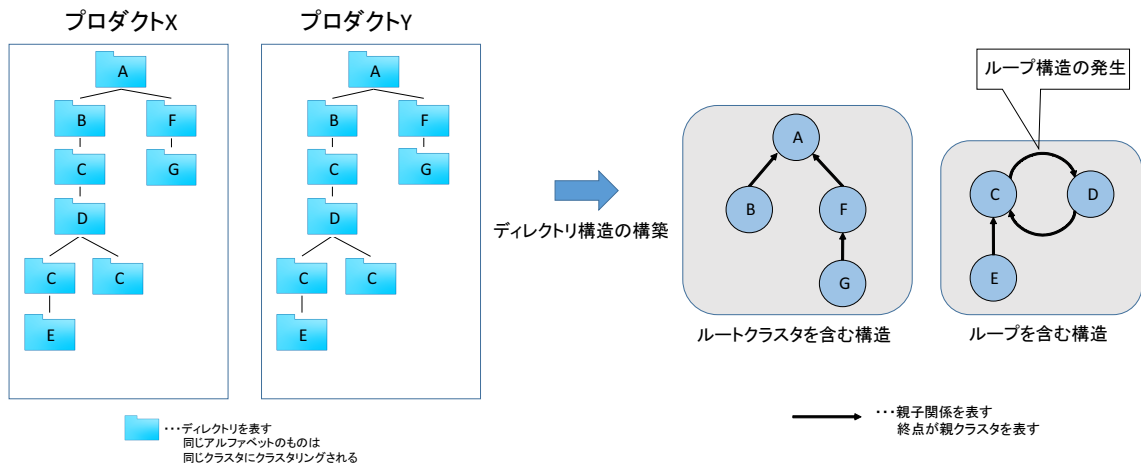 プロダクトX
プロダクトY
A
B
F
C
G
D
C
C
E
A
B
F
C
G
D
C
C
E
ディレクトリ構造の構築
ループ構造の発生
A
B
F
G
C
D
E
ルートクラスタを含む構造
ループを含む構造
・・・ディレクトリを表す
同じアルファベットのものは
同じクラスタにクラスタリングされる
・・・親子関係を表す
終点が親クラスタを表す